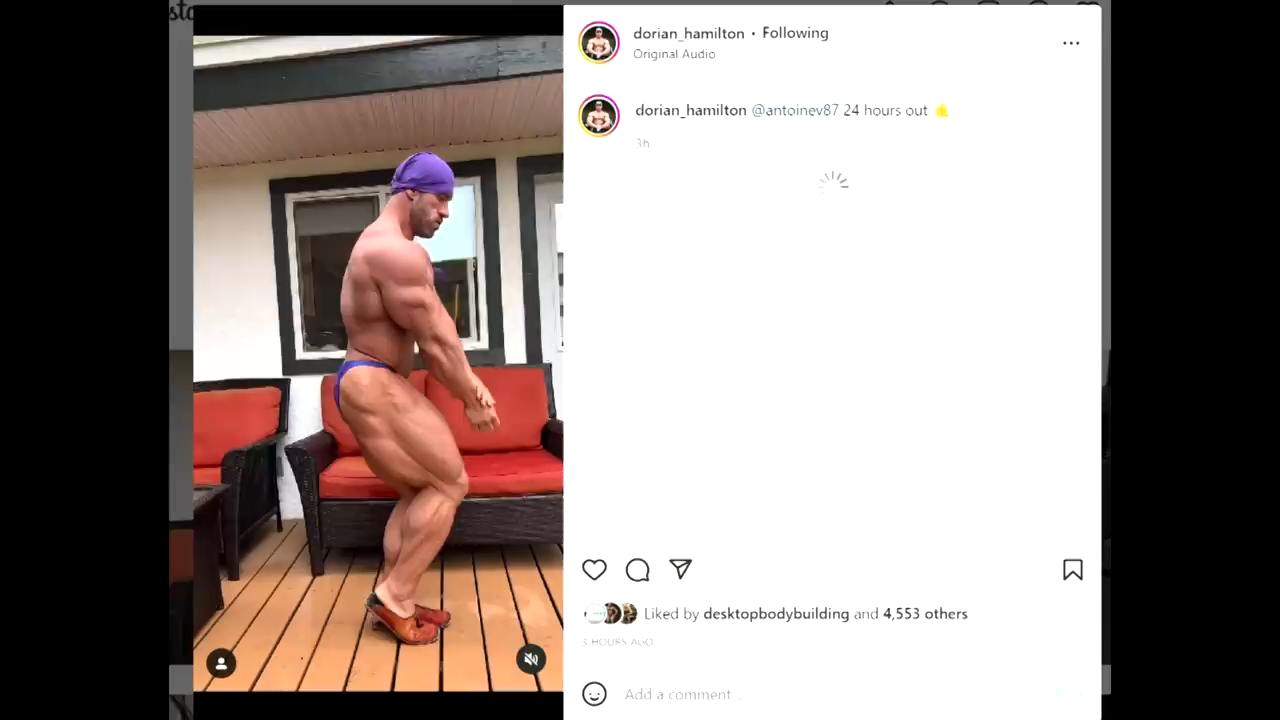 dorian_hamilton • Following
Original Audio
dorian_hamilton @antoinev87 24 hours out
3h
Liked by desktopbodybuilding and 4,553 others
3 HOURS AGO
Add a comment...